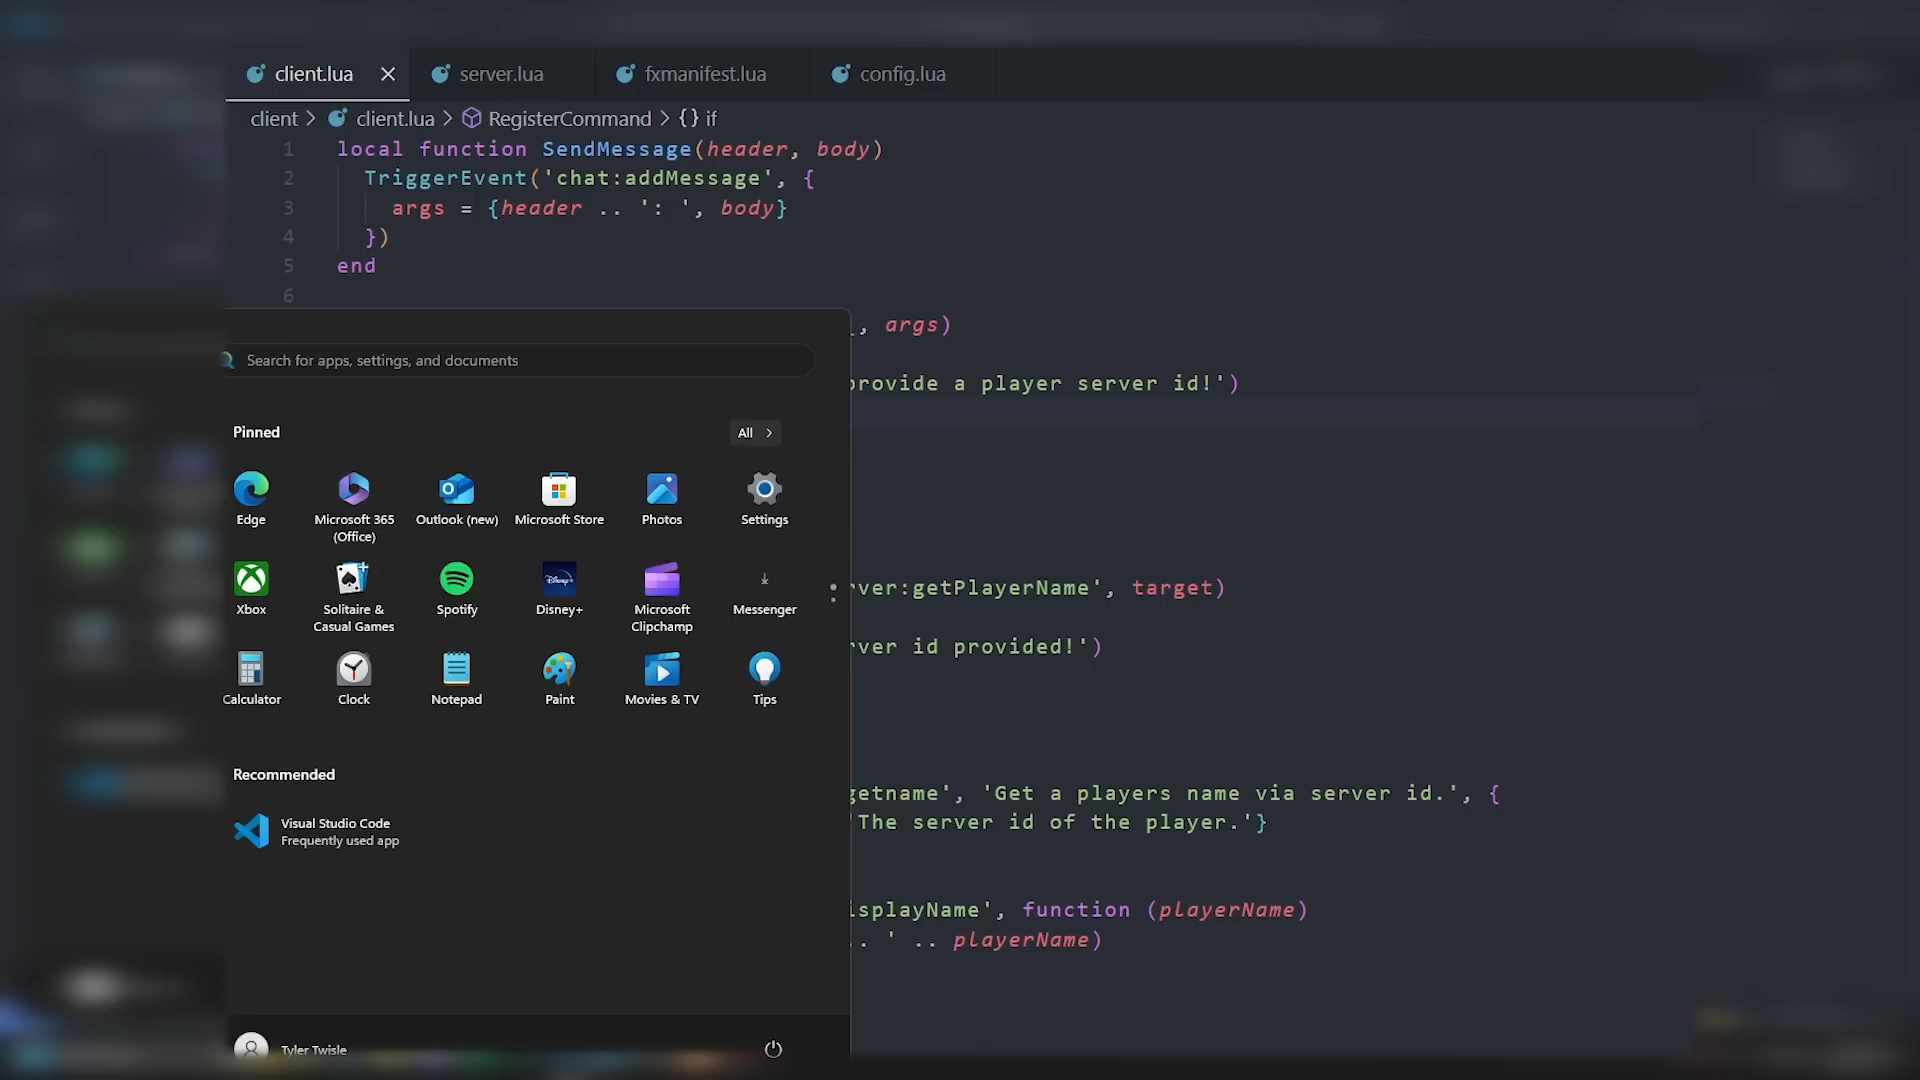 client.lua
server.lua
fxmanifest.lua
config.lua
client > client.lua > RegisterCommand > {} if
1 local function SendMessage(header, body)
2 TriggerEvent('chat:addMessage', {
3 args = {header .. ': ', body}
4 })
5 end
6
, args)
provide a player server id!')
ver:getPlayerName', target)
ver id provided!')
getname', 'Get a players name via server id.', {
'The server id of the player.'}
isplayName', function (playerName)
. ' .. playerName)
Search for apps, settings, and documents
Pinned
All >
Edge
Microsoft 365
(Office)
Outlook (new)
Microsoft Store
Photos
Settings
Xbox
Solitaire &
Casual Games
Spotify
Disney+
Disney+
Microsoft
Clipchamp
Messenger
Calculator
Clock
Notepad
Paint
Movies & TV
Tips
Recommended
Visual Studio Code
Frequently used app
Tyler Twisle